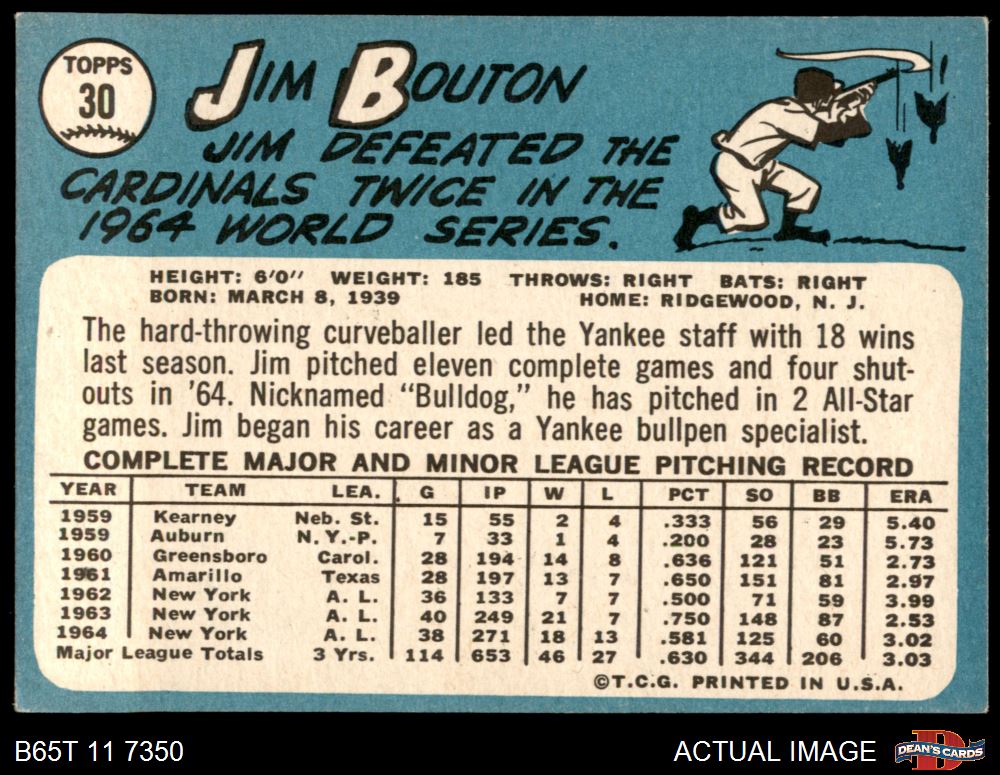 TOPPS
30
JIM BOUTON
JIM DEFEATED THE
CARDINALS TWICE IN THE
1964 WORLD SERIES.
HEIGHT: 6'0" WEIGHT: 185 THROWS: RIGHT BATS: RIGHT
BORN: MARCH 8, 1939 HOME: RIDGEWOOD, N. J.
The hard-throwing curveballer led the Yankee staff with 18 wins
last season. Jim pitched eleven complete games and four shut-
outs in '64. Nicknamed "Bulldog," he has pitched in 2 All-Star
games. Jim began his career as a Yankee bullpen specialist.
COMPLETE MAJOR AND MINOR LEAGUE PITCHING RECORD
YEAR TEAM LEA. G IP W L PCT SO BB ERA
1959 Kearney Neb. St. 15 55 2 4 .333 56 29 5.40
1959 Auburn N.Y.-P. 7 33 1 4 .200 28 23 5.73
1960 Greensboro Carol. 28 194 14 8 .636 121 51 2.73
1961 Amarillo Texas 28 197 13 7 .650 151 81 2.97
1962 New York A. L. 36 133 7 7 .500 71 59 3.99
1963 New York A. L. 40 249 21 7 .750 148 87 2.53
1964 New York A. L. 38 271 18 13 .581 125 60 3.02
Major League Totals 3 Yrs. 114 653 46 27 .630 344 206 3.03
©T.C.G. PRINTED IN U.S.A.
B65T 11 7350 ACTUAL IMAGE DEAN'S CARDS